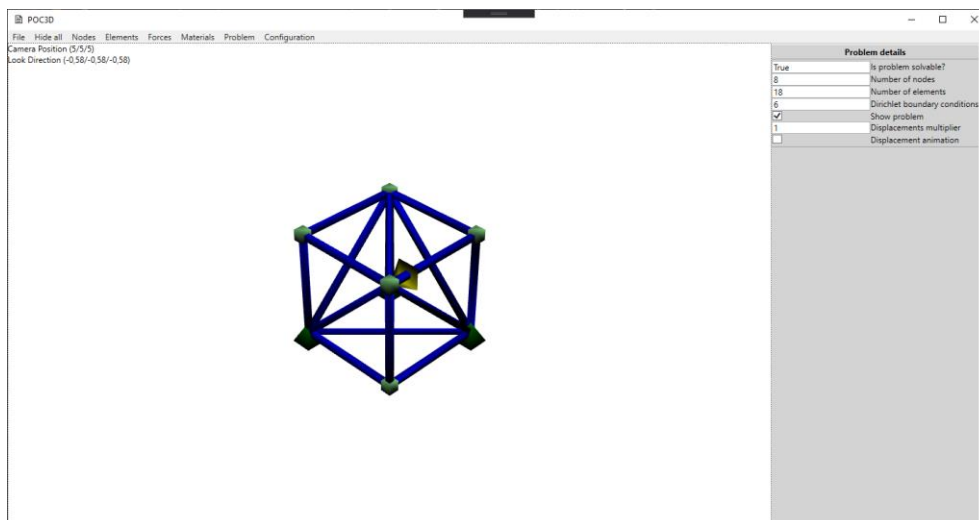 POC3D
File Hide all Nodes Elements Forces Materials Problem Configuration
Camera Position (5/5/5)
Look Direction (-0,58/-0,58/-0,58)
Problem details
True Is problem solvable?
8 Number of nodes
18 Number of elements
6 Dirichlet boundary conditions
Show problem
1 Displacements multiplier
Displacement animation